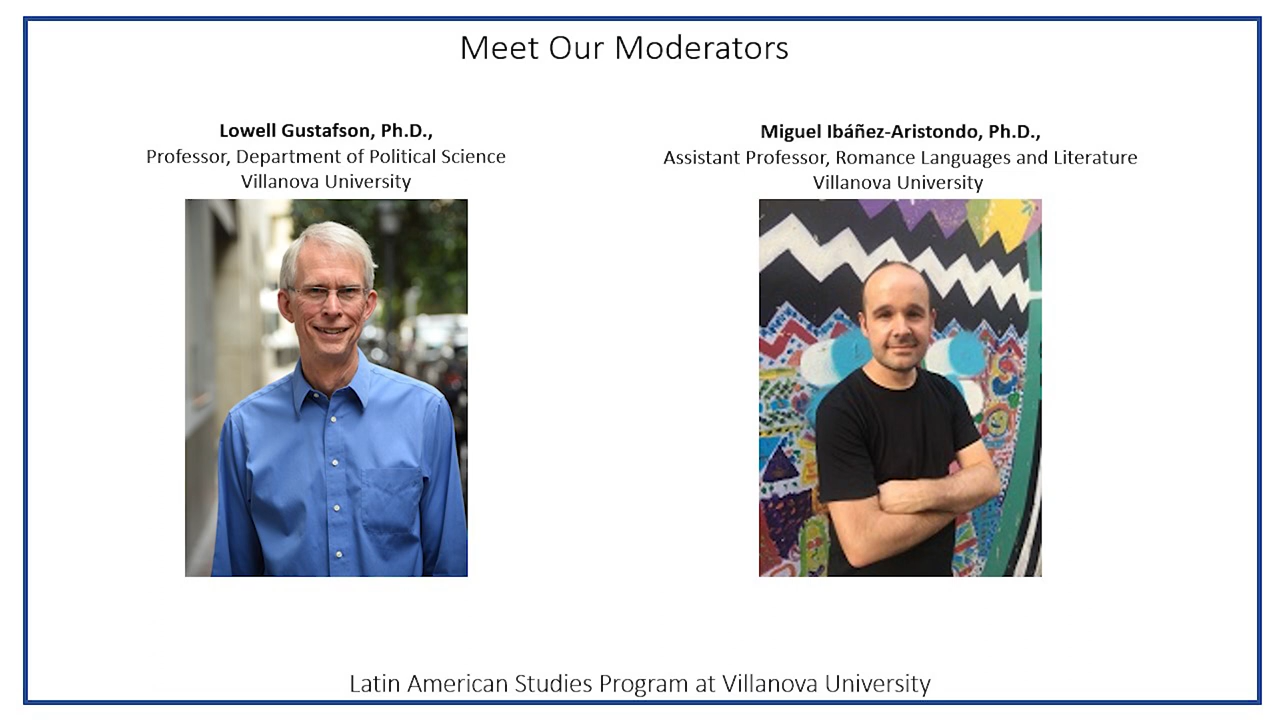 Meet Our Moderators
Lowell Gustafson, Ph.D.,
Professor, Department of Political Science
Villanova University
Miguel Ibáñez-Aristondo, Ph.D.,
Assistant Professor, Romance Languages and Literature
Villanova University
Latin American Studies Program at Villanova University